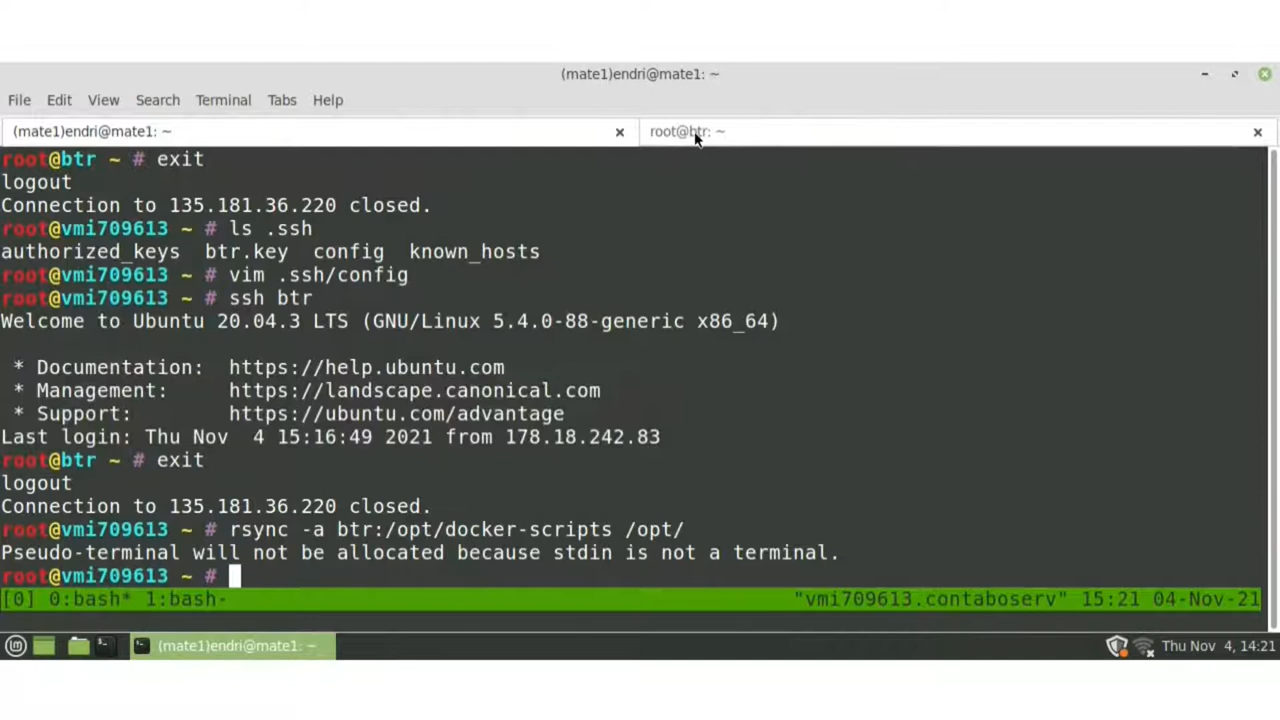 (mate1)endri@mate1: ~
File Edit View Search Terminal Tabs Help
(mate1)endri@mate1: ~ root@btr: ~
root@btr ~ # exit
logout
Connection to 135.181.36.220 closed.
root@vmi709613 ~ # ls .ssh
authorized_keys  btr.key  config  known_hosts
root@vmi709613 ~ # vim .ssh/config
root@vmi709613 ~ # ssh btr
Welcome to Ubuntu 20.04.3 LTS (GNU/Linux 5.4.0-88-generic x86_64)
* Documentation:  https://help.ubuntu.com
* Management:     https://landscape.canonical.com
* Support:        https://ubuntu.com/advantage
Last login: Thu Nov  4 15:16:49 2021 from 178.18.242.83
root@btr ~ # exit
logout
Connection to 135.181.36.220 closed.
root@vmi709613 ~ # rsync -a btr:/opt/docker-scripts /opt/
Pseudo-terminal will not be allocated because stdin is not a terminal.
root@vmi709613 ~ #
[0] 0:bash* 1:bash- "vmi709613.contaboserv" 15:21 04-Nov-21
(mate1)endri@mate1: ~ Thu Nov 4, 14:21